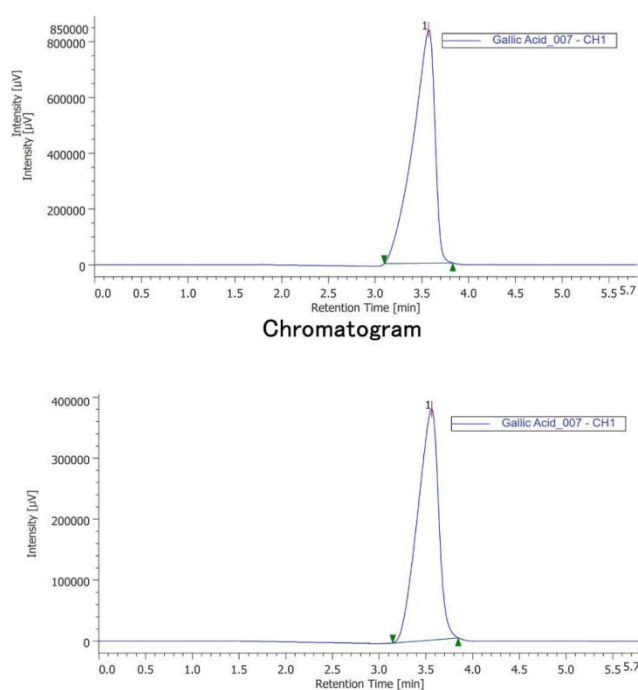 850000
800000
1
Gallic Acid_007 - CH1
Intensity [µV]
Intensity [µV]
600000
400000
200000
0
0.0 0.5 1.0 1.5 2.0 2.5 3.0 3.5 4.0 4.5 5.0 5.5 5.7
Retention Time [min]
Chromatogram
400000
1
Gallic Acid_007 - CH1
300000
Intensity [µV]
200000
100000
0
0.0 0.5 1.0 1.5 2.0 2.5 3.0 3.5 4.0 4.5 5.0 5.5 5.7
Retention Time [min]